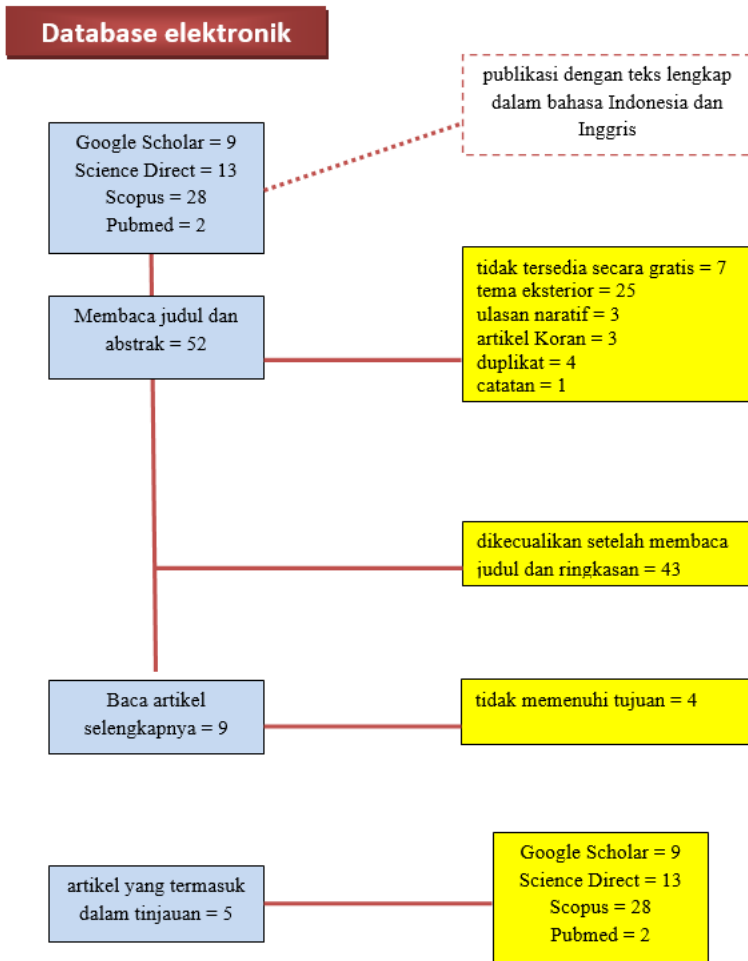 Database elektronik
publikasi dengan teks lengkap
dalam bahasa Indonesia dan
Inggris
Google Scholar = 9
Science Direct = 13
Scopus = 28
Pubmed = 2
Membaca judul dan
abstrak = 52
tidak tersedia secara gratis = 7
tema eksterior = 25
ulasan naratif = 3
artikel Koran = 3
duplikat = 4
catatan = 1
dikecualikan setelah membaca
judul dan ringkasan = 43
Baca artikel
selengkapnya = 9
tidak memenuhi tujuan = 4
artikel yang termasuk
dalam tinjauan = 5
Google Scholar = 9
Science Direct = 13
Scopus = 28
Pubmed = 2